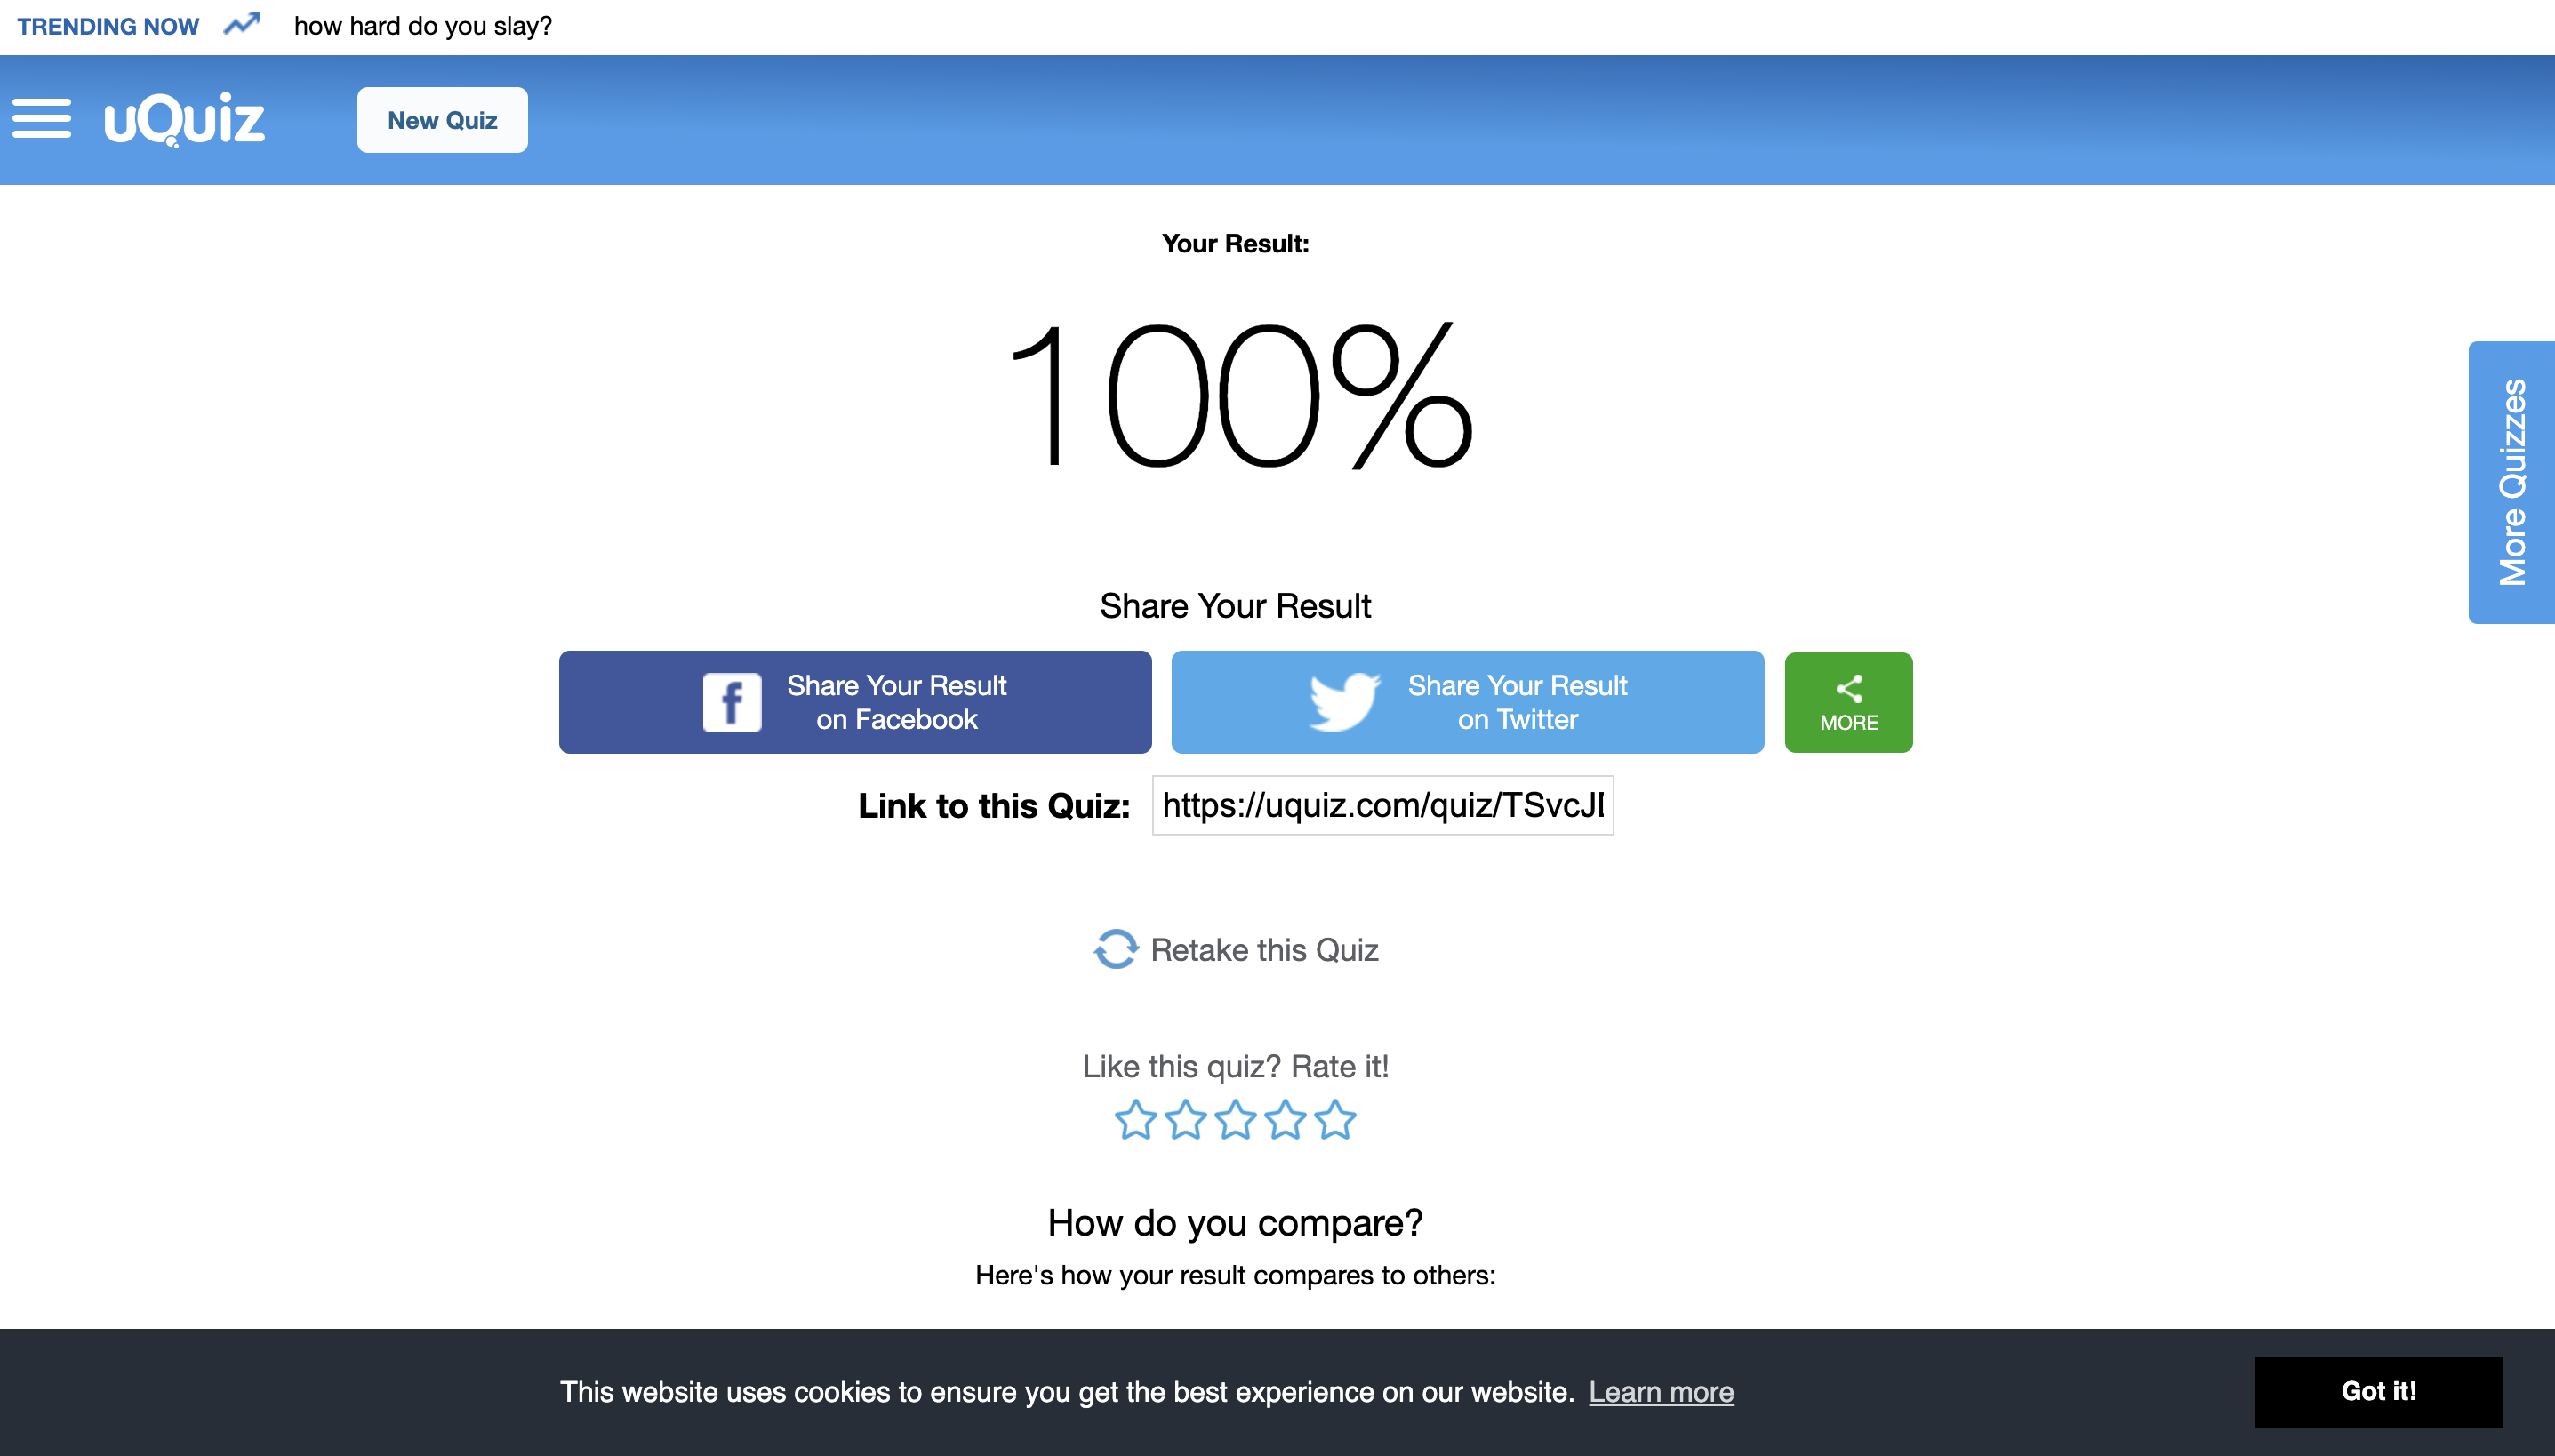 TRENDING NOW how hard do you slay?
uQuiz New Quiz
Your Result:
100%
More Quizzes
Share Your Result
Share Your Result
on Facebook
Share Your Result
on Twitter
MORE
Link to this Quiz: https://uquiz.com/quiz/TSvcJ
Retake this Quiz
Like this quiz? Rate it!
How do you compare?
Here's how your result compares to others:
This website uses cookies to ensure you get the best experience on our website. Learn more
Got it!